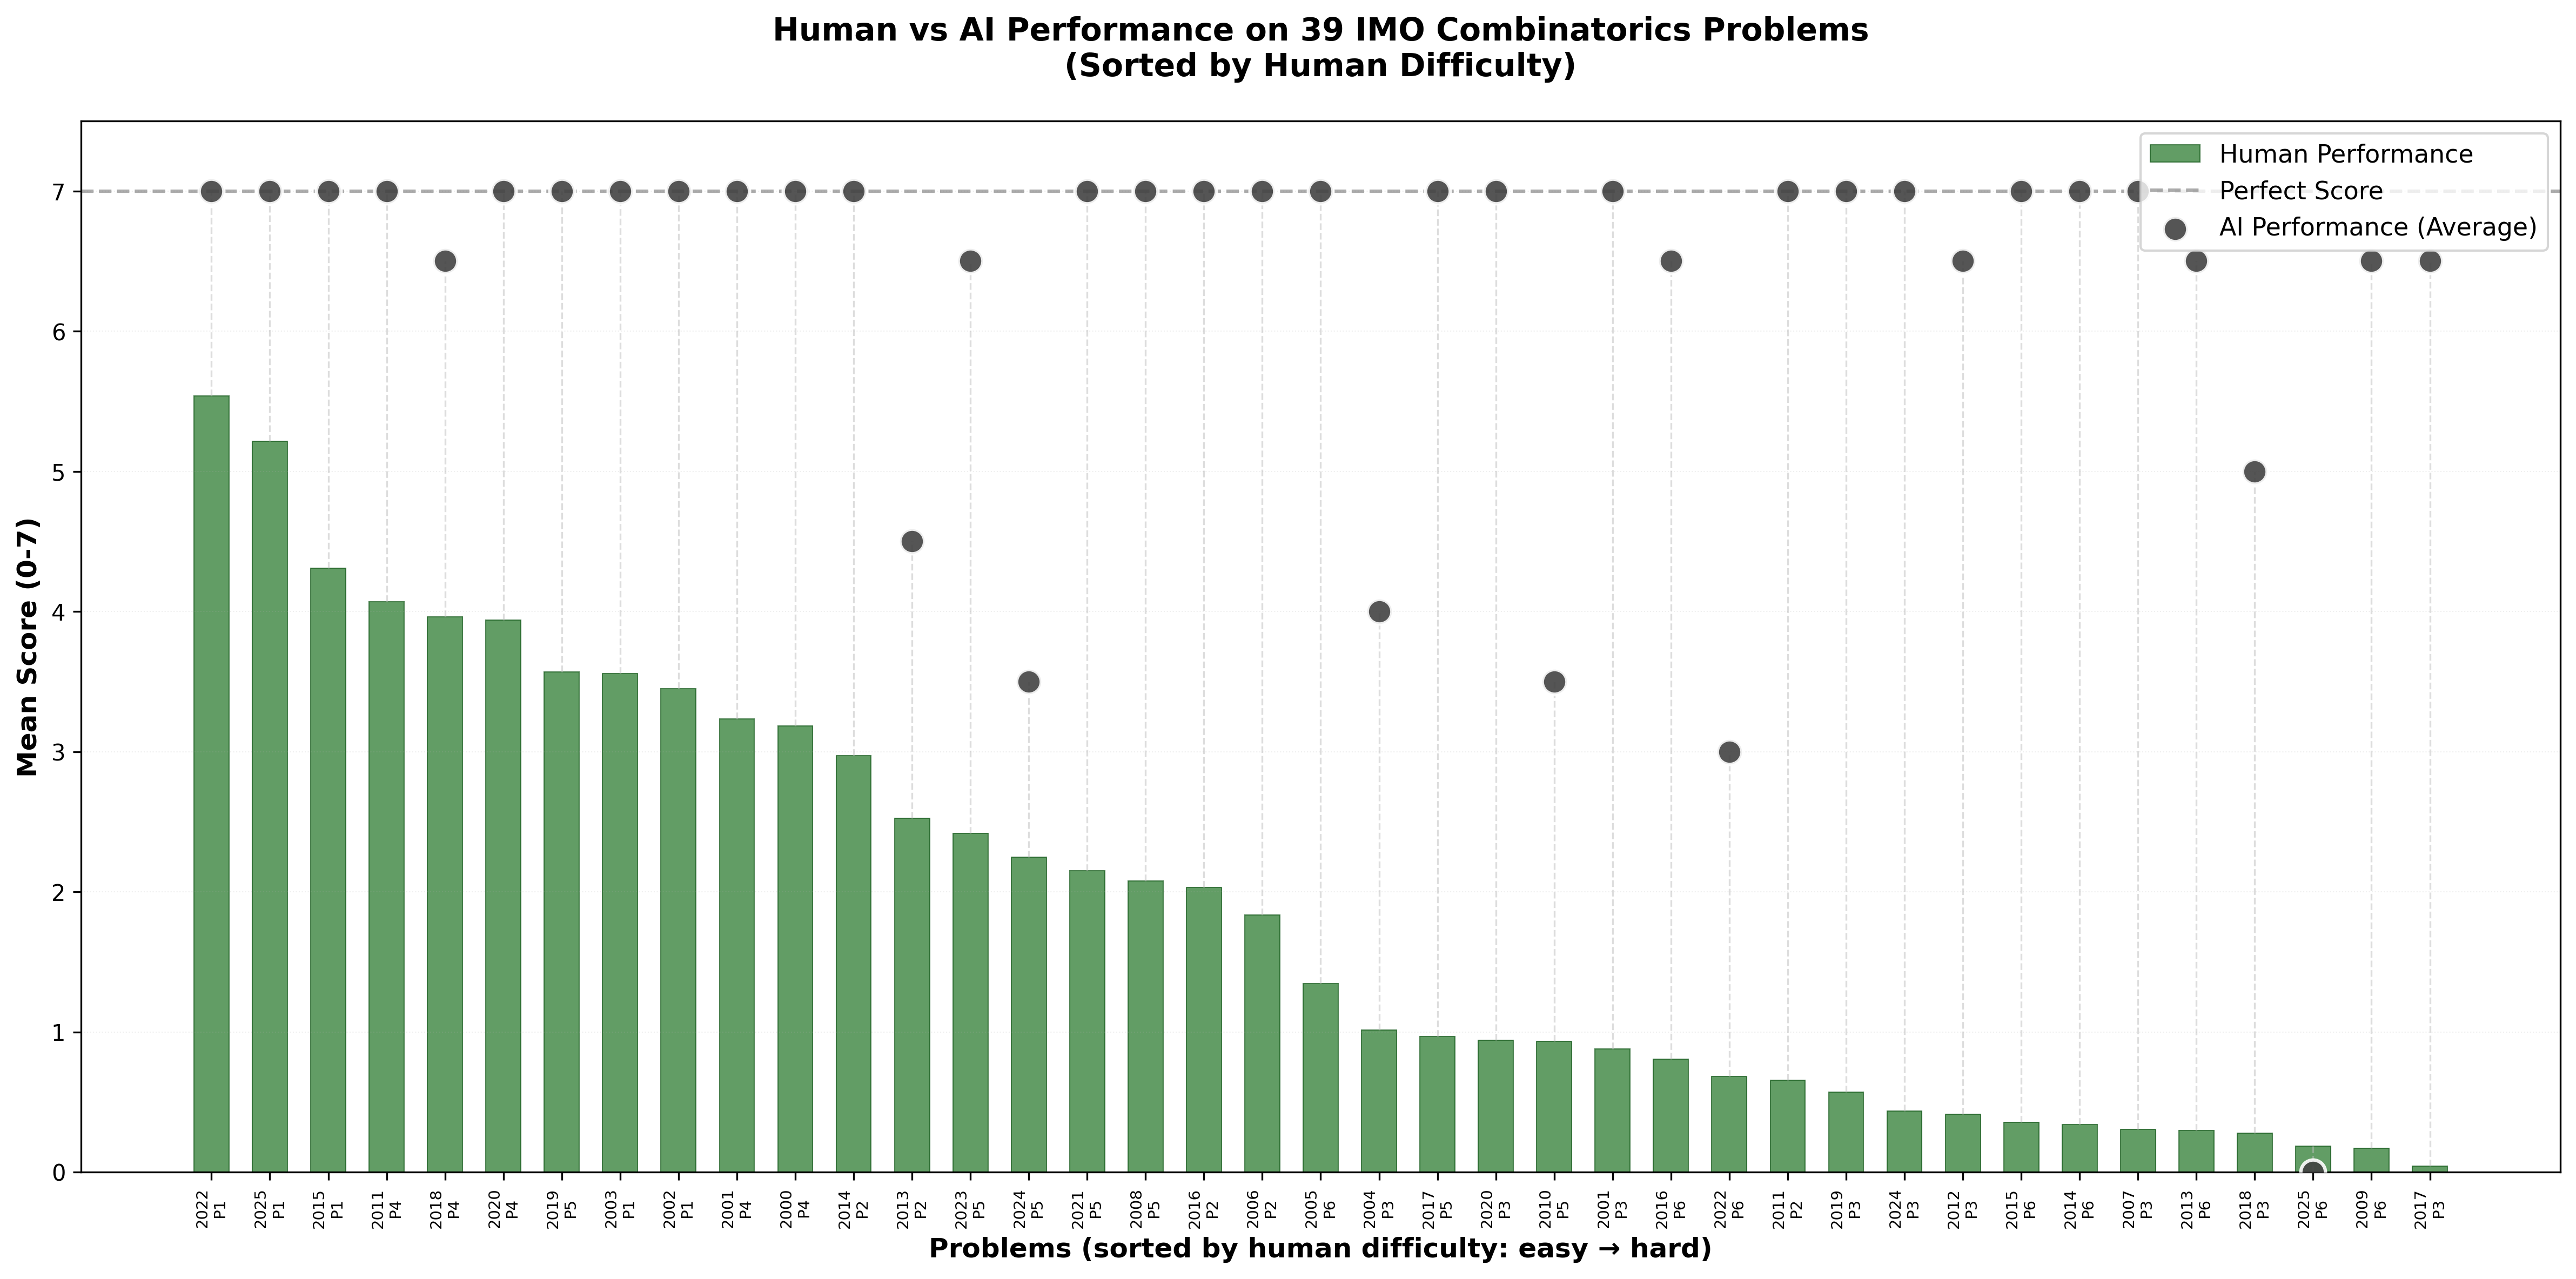 Human vs AI Performance on 39 IMO Combinatorics Problems
(Sorted by Human Difficulty)
Human Performance
Perfect Score
AI Performance (Average)
Mean Score (0-7)
7
6
5
4
3
2
1
0
2022
P1
2025
P1
2015
P1
2011
P4
2018
P4
2020
P4
2019
P5
2003
P1
2002
P1
2001
P4
2000
P4
2014
P2
2013
P2
2023
P5
2024
P5
2021
P5
2008
P5
2016
P2
2006
P2
2005
P6
2004
P3
2017
P5
2020
P3
2010
P5
2001
P3
2016
P6
2022
P6
2011
P2
2019
P3
2024
P3
2012
P3
2015
P6
2014
P6
2007
P3
2013
P6
2018
P3
2025
P6
2009
P6
2017
P3
Problems (sorted by human difficulty: easy → hard)